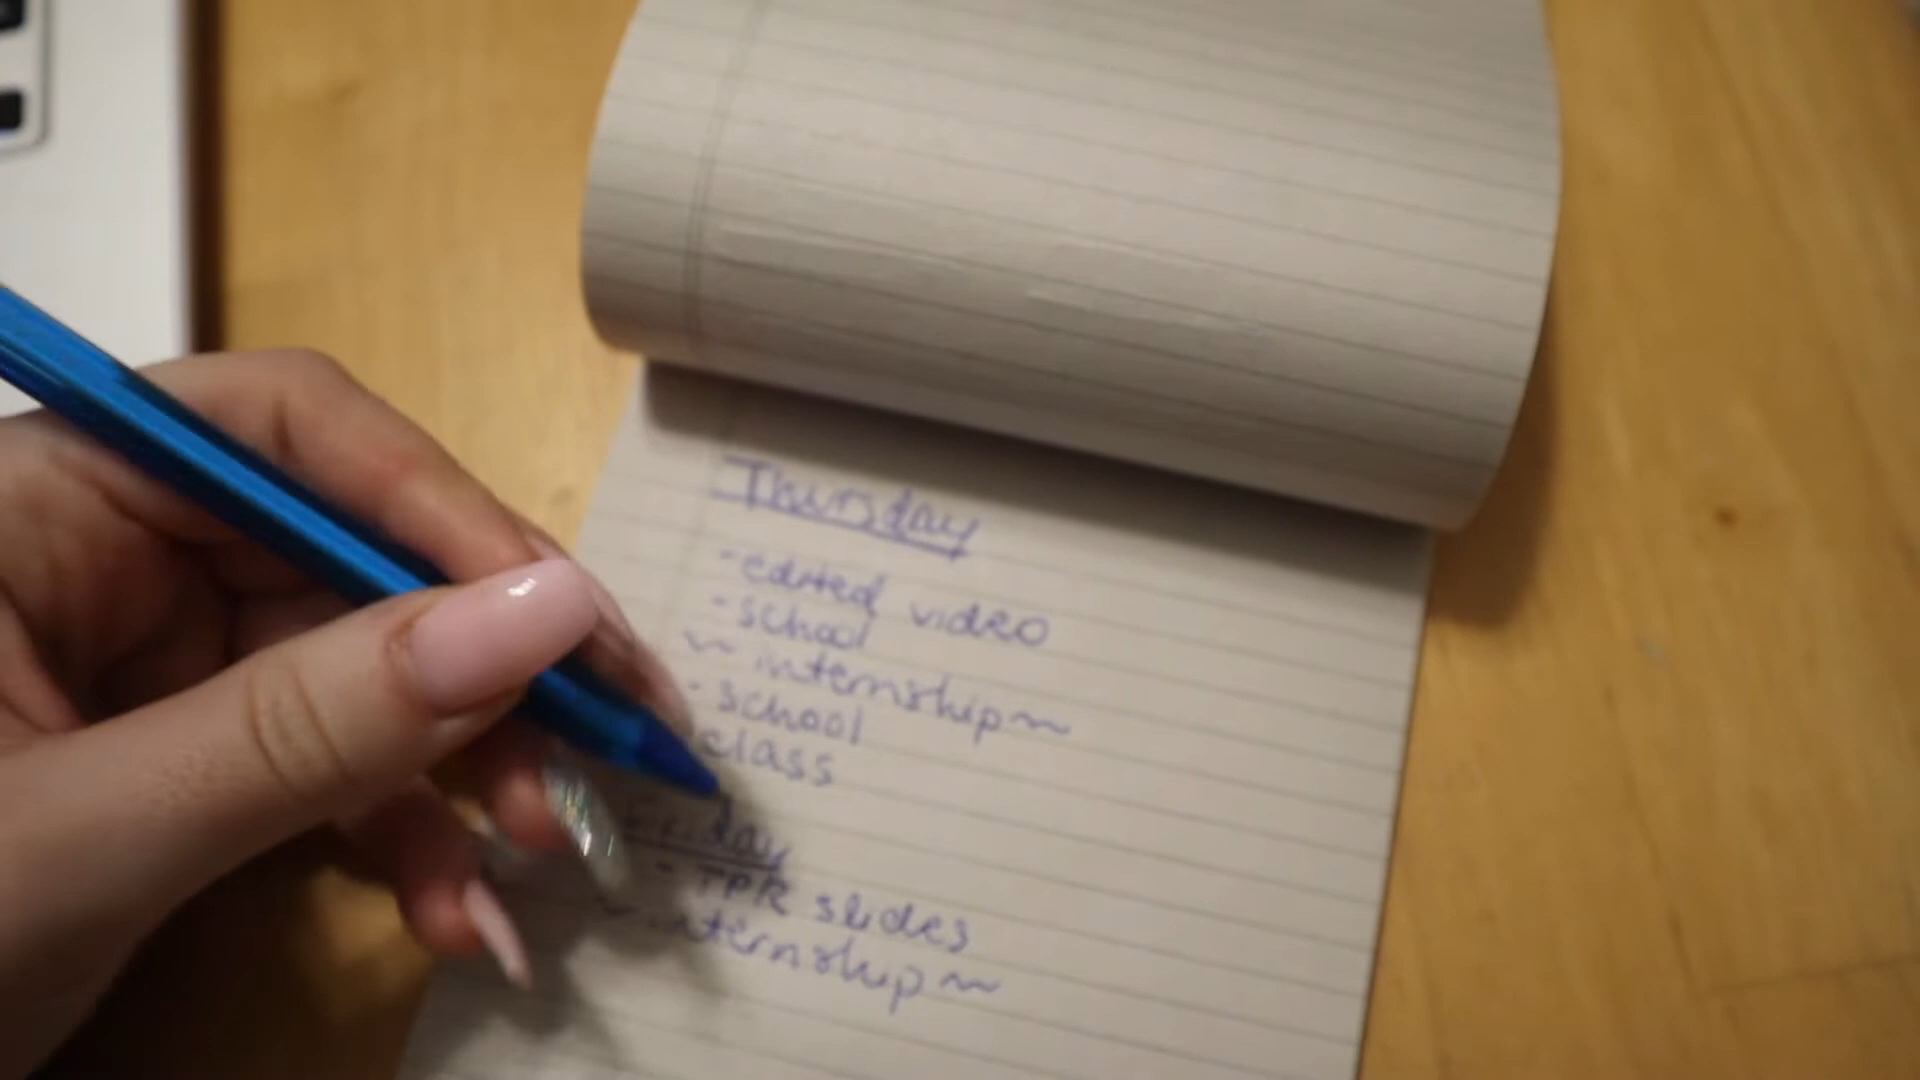 Thursday
- edited video
- school
~ internship ~
- school
class
Friday
- TPR slides
~ internship ~